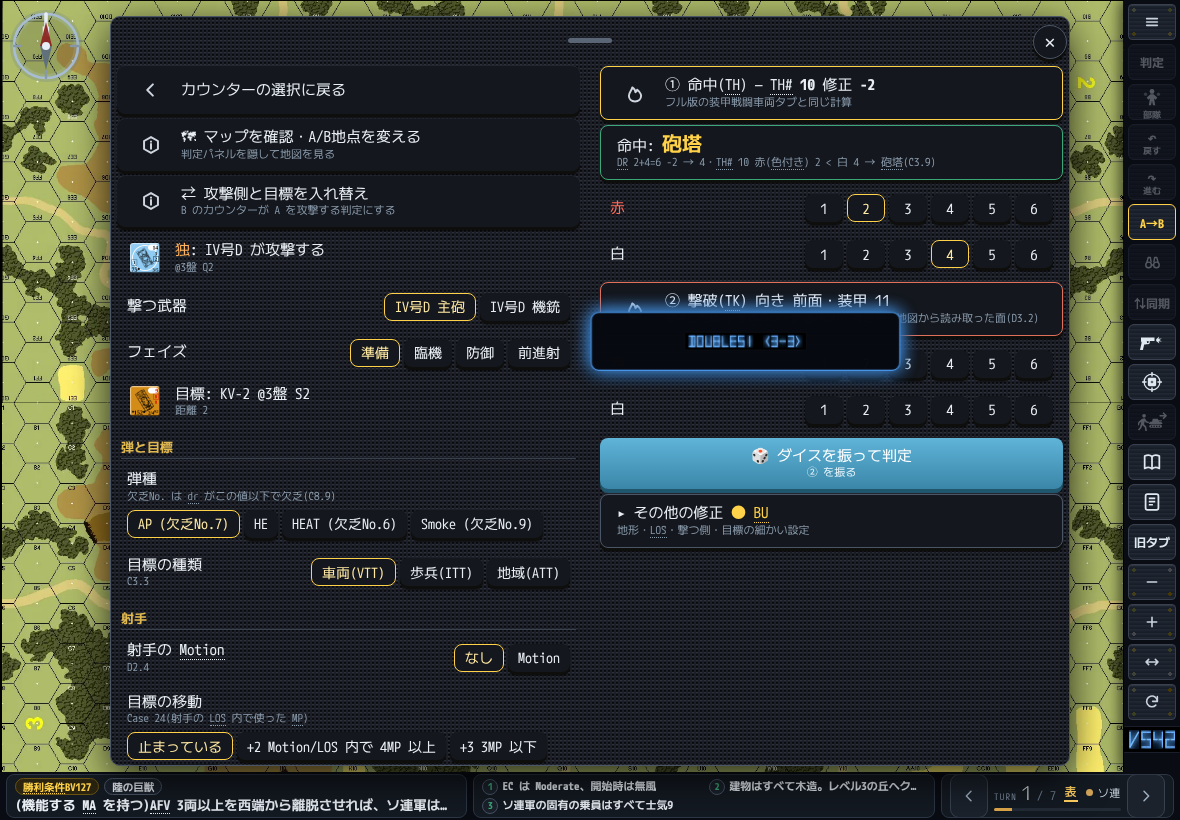 カウンターの選択に戻る
🗺 マップを確認・A/B地点を変える
判定パネルを隠して地図を見る
⇄ 攻撃側と目標を入れ替え
B のカウンターが A を攻撃する判定にする
独: IV号D が攻撃する
@3盤 Q2
撃つ武器
IV号D 主砲
IV号D 機銃
フェイズ
準備
臨機
防御
前進射
目標: KV-2 @3盤 S2
距離 2
弾と目標
弾種
欠乏No. は dr がこの値以下で欠乏(C8.9)
AP (欠乏No.7)
HE
HEAT (欠乏No.6)
Smoke (欠乏No.9)
目標の種類
C3.3
車両(VTT)
歩兵(ITT)
地域(ATT)
射手
射手の Motion
D2.4
なし
Motion
目標の移動
Case 24(射手の LOS 内で使った MP)
止まっている
+2 Motion/LOS 内で 4MP 以上
+3 3MP 以下
① 命中(TH) — TH# 10 修正 -2
フル版の装甲戦闘車両タブと同じ計算
命中: 砲塔
DR 2+4=6 -2 → 4・TH# 10 赤(色付き) 2 < 白 4 → 砲塔(C3.9)
赤
1 2 3 4 5 6
白
1 2 3 4 5 6
② 撃破(TK) 向き 前面・装甲 11
地図から読み取った面(D3.2)
DOUBLES! (3-3)
3 4 5 6
白
1 2 3 4 5 6
🎲 ダイスを振って判定
② を振る
▸ その他の修正 BU
地形・LOS・撃つ側・目標の細かい設定
判定
部隊
戻す
進む
A→B
⇅同期
旧タブ
VS42
2
3
勝利条件BV127
陸の巨獣
(機能する MA を持つ)AFV 3両以上を西端から離脱させれば、ソ連軍は…
1 EC は Moderate、開始時は無風
2 建物はすべて木造。レベル3の丘へク…
3 ソ連軍の固有の乗員はすべて士気9
TURN 1 / 7 表 ソ連